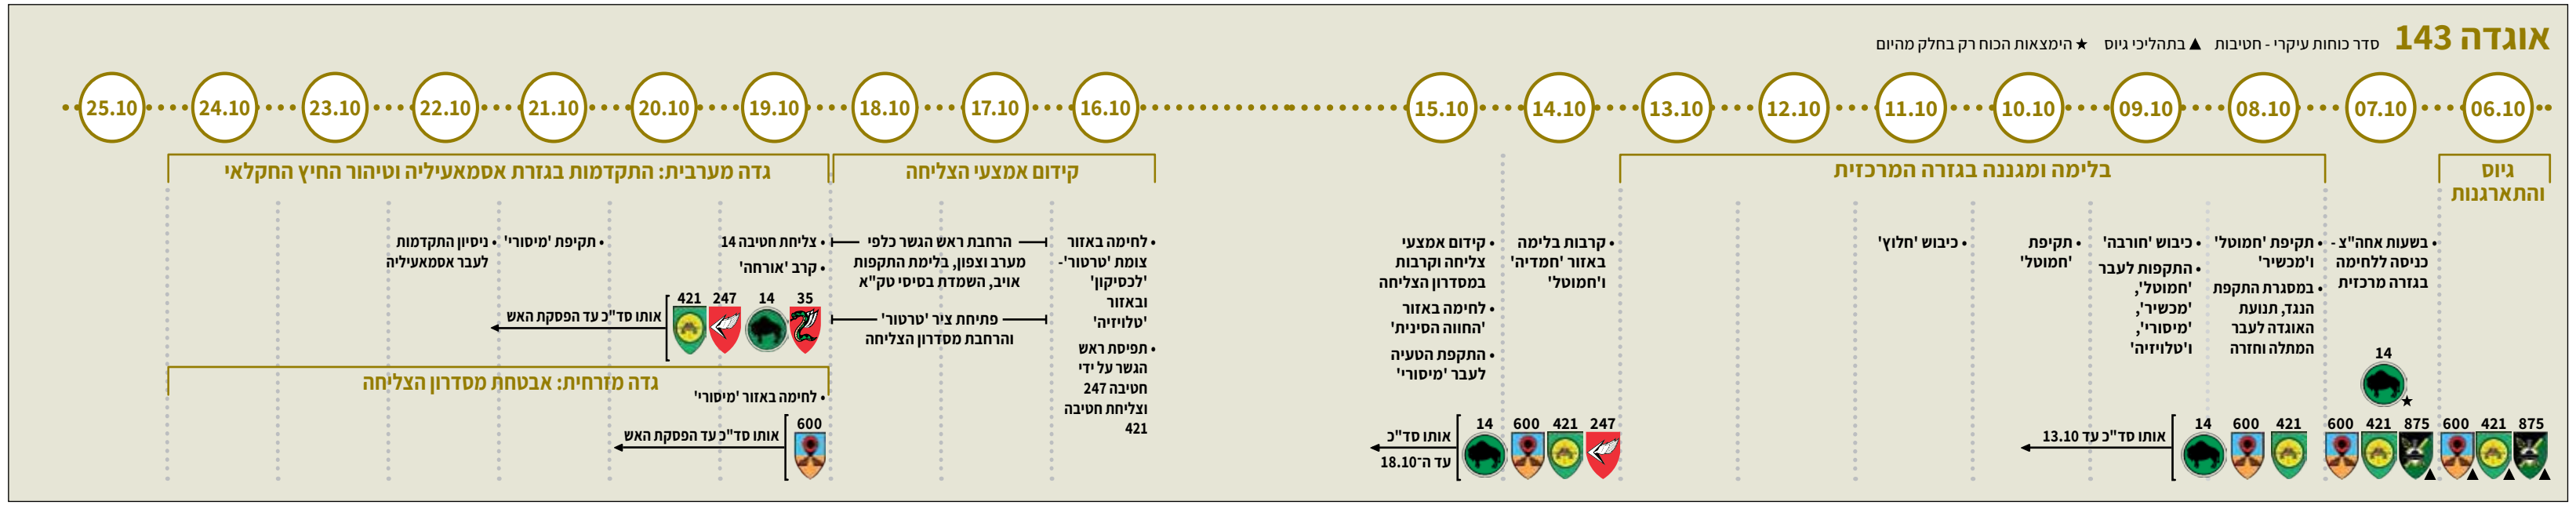 אוגדה 143
סדר כוחות עיקרי - חטיבות ▲ בתהליכי גיוס ★ הימצאות הכוח רק בחלק מהיום
06.10
07.10
08.10
09.10
10.10
11.10
12.10
13.10
14.10
15.10
16.10
17.10
18.10
19.10
20.10
21.10
22.10
23.10
24.10
25.10
גיוס
והתארגנות
בלימה ומגננה בגזרה המרכזית
קידום אמצעי הצליחה
גדה מערבית: התקדמות בגזרת אסמאעיליה וטיהור החיץ החקלאי
• בשעות אחה"צ -
כניסה ללחימה
בגזרה מרכזית
• תקיפת 'חמוטל'
ו'מכשיר'
• במסגרת התקפת
הנגד, תנועת
האוגדה לעבר
המתלה וחזרה
• כיבוש 'חורבה'
• התקפות לעבר
'חמוטל',
'מכשיר',
'מיסורי',
ו'טלויזיה'
• תקיפת
'חמוטל'
• כיבוש 'חלוץ'
• קרבות בלימה
באזור 'חמדיה'
ו'חמוטל'
• קידום אמצעי
צליחה וקרבות
במסדרון הצליחה
• לחימה באזור
'החווה הסינית'
• התקפת הטעיה
לעבר 'מיסורי'
• לחימה באזור
צומת 'טרטור'-
'לכסיקון'
ובאזור
'טלויזיה'
• תפיסת ראש
הגשר על ידי
חטיבה 247
וצליחת חטיבה
421
הרחבת ראש הגשר כלפי
מערב וצפון, בלימת התקפות
אויב, השמדת בסיסי טק"א
פתיחת ציר 'טרטור'
והרחבת מסדרון הצליחה
• צליחת חטיבה 14
• קרב 'אורחה'
• תקיפת 'מיסורי'
• ניסיון התקדמות
לעבר אסמאעיליה
35
14
247
421
אותו סד"כ עד הפסקת האש
גדה מזרחית: אבטחת מסדרון הצליחה
• לחימה באזור 'מיסורי'
600
אותו סד"כ עד הפסקת האש
875
421
600
14
★
875
421
600
421
600
14
אותו סד"כ עד 13.10
247
421
600
14
אותו סד"כ
עד ה־18.10